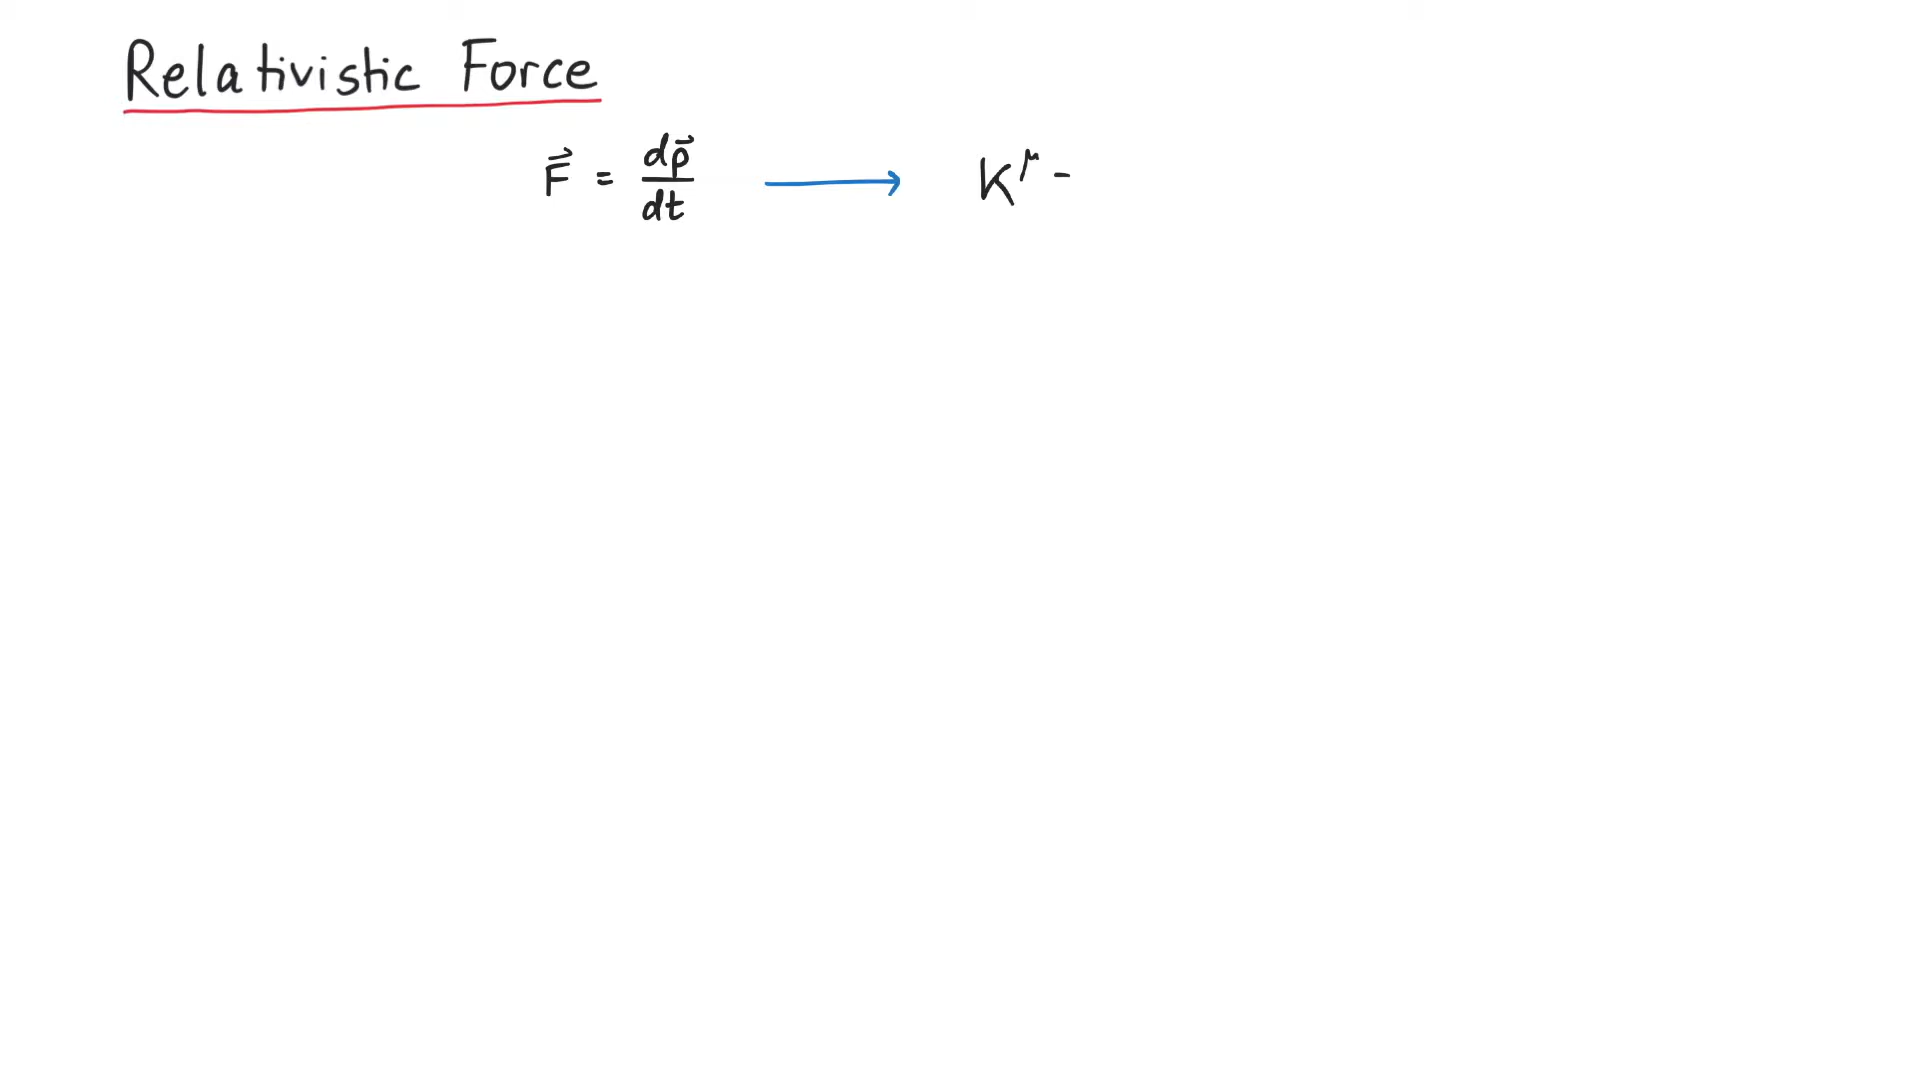 Relativistic Force
F⃗ = dp⃗/dt ⟶ K^μ -